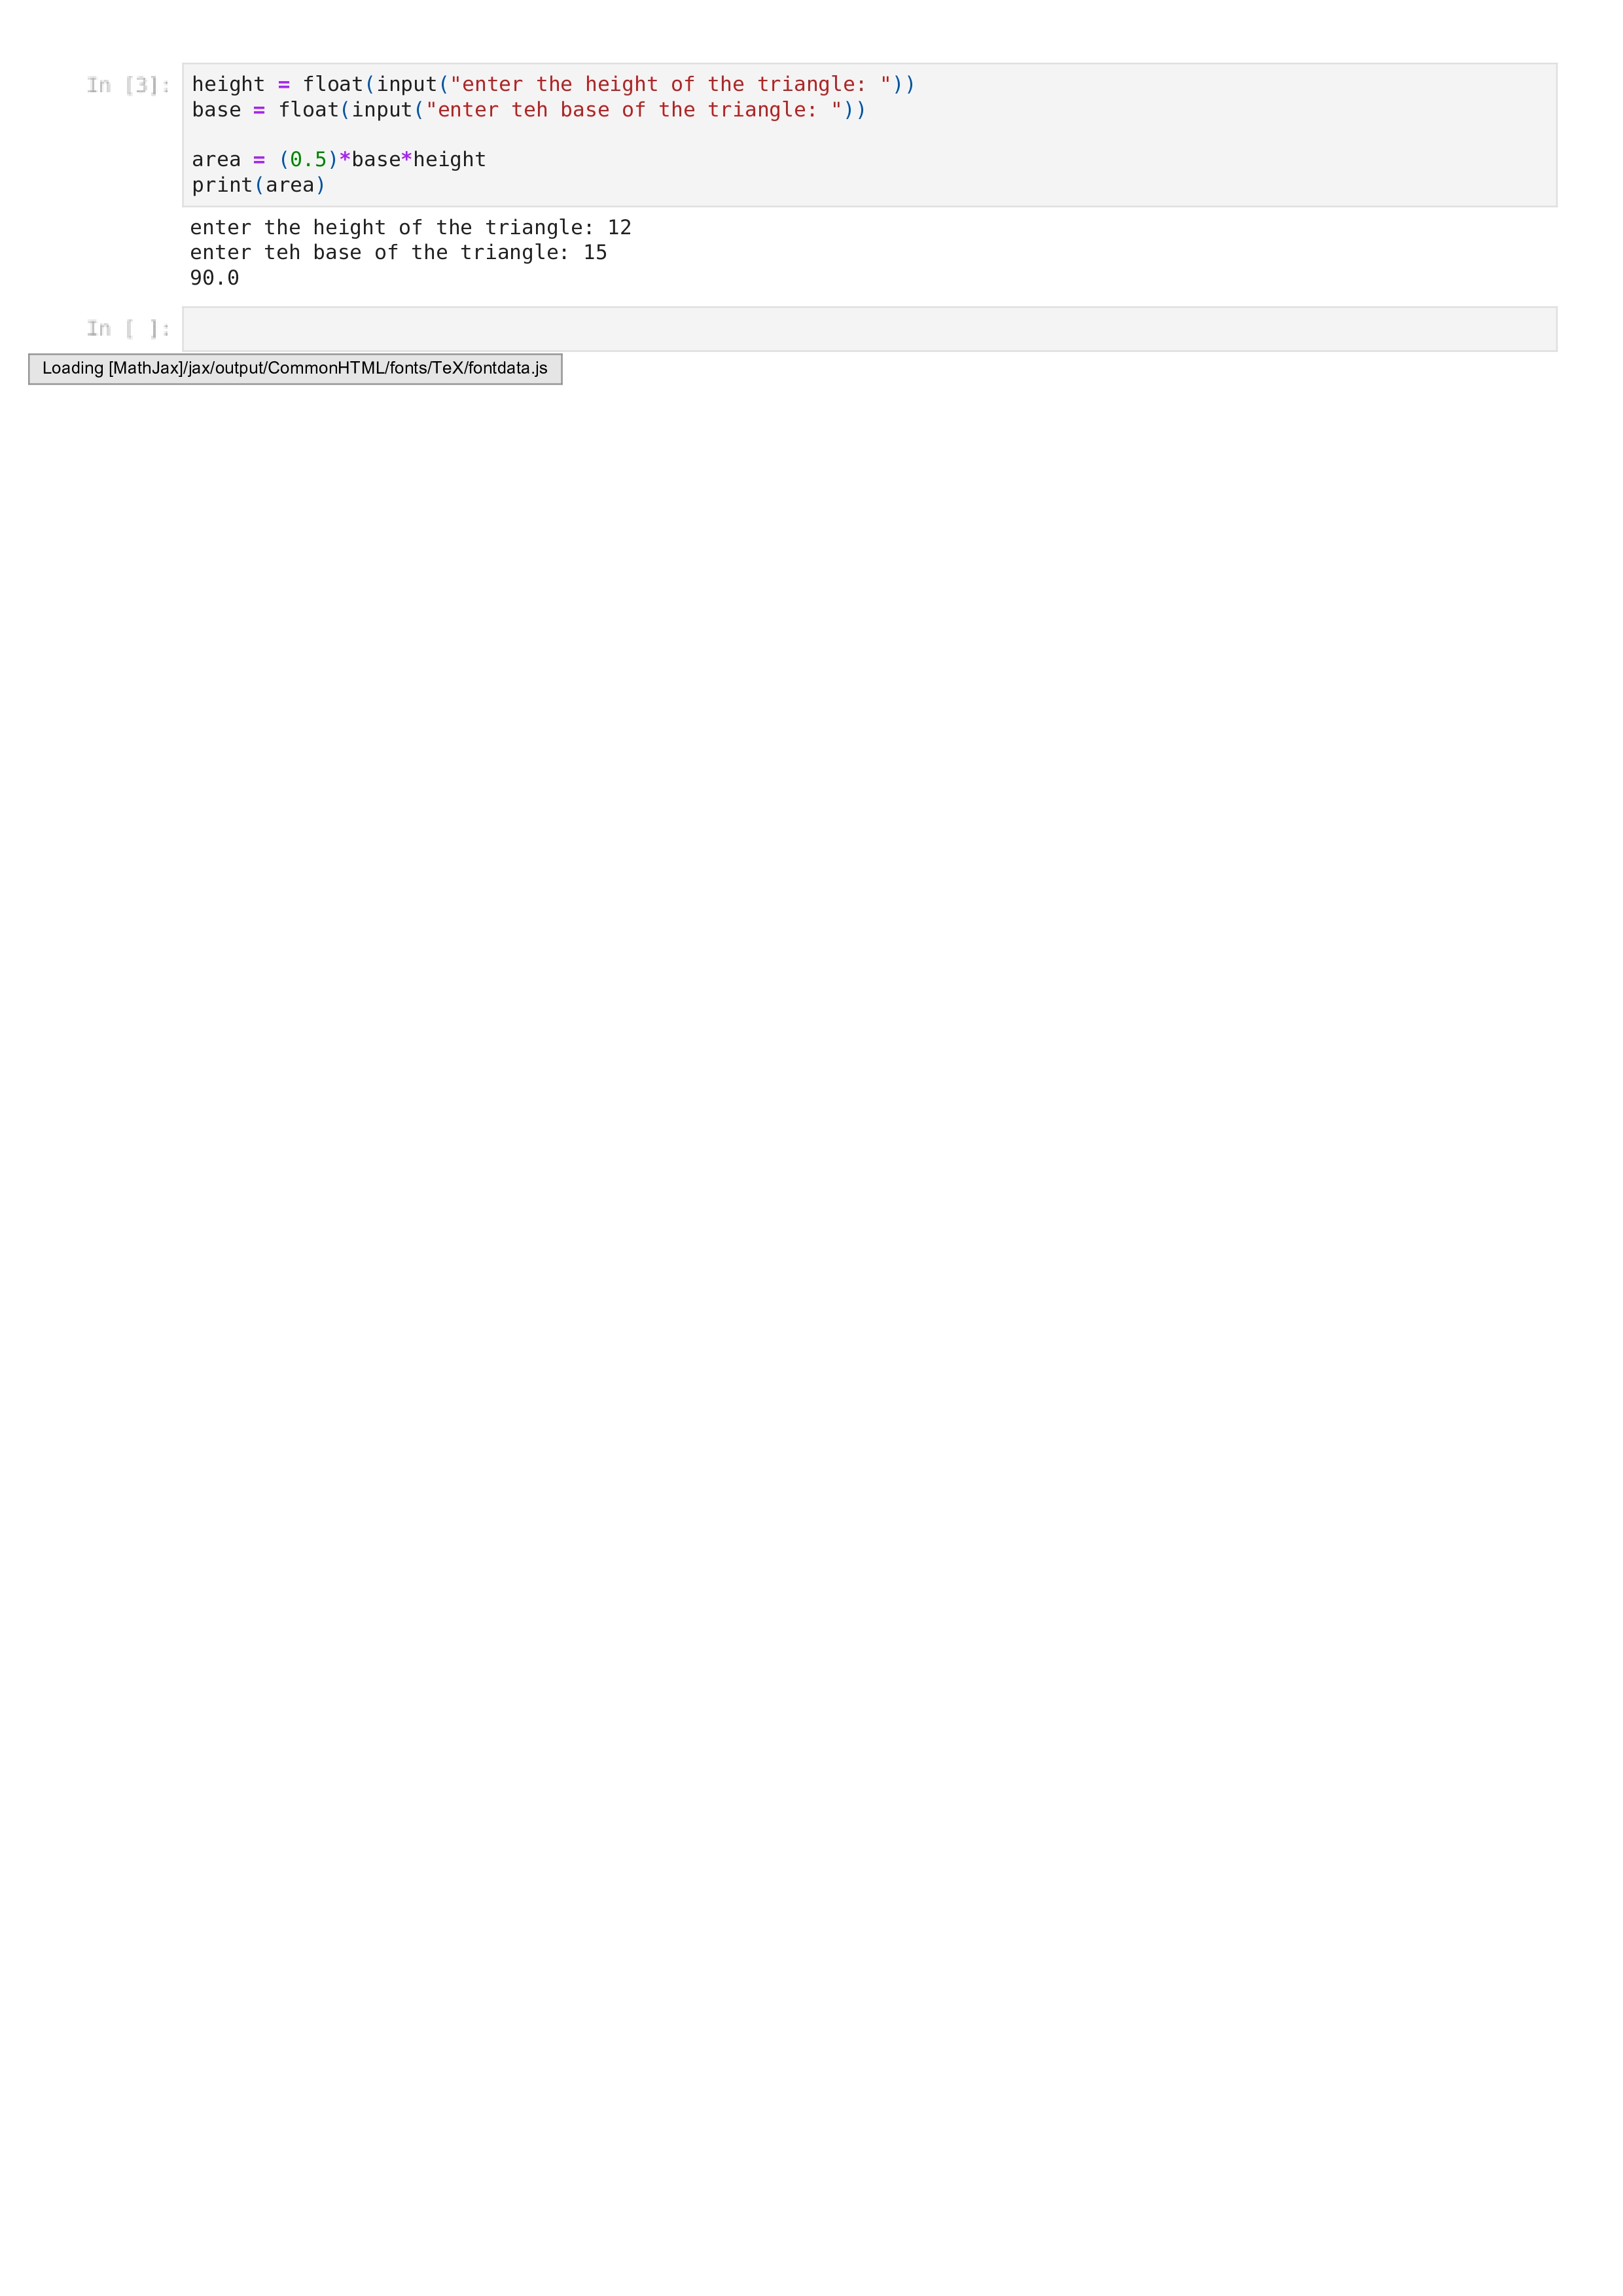 In [3]: height = float(input("enter the height of the triangle: "))
base = float(input("enter teh base of the triangle: "))
area = (0.5)*base*height
print(area)
enter the height of the triangle: 12
enter teh base of the triangle: 15
90.0
In [ ]:
Loading [MathJax]/jax/output/CommonHTML/fonts/TeX/fontdata.js